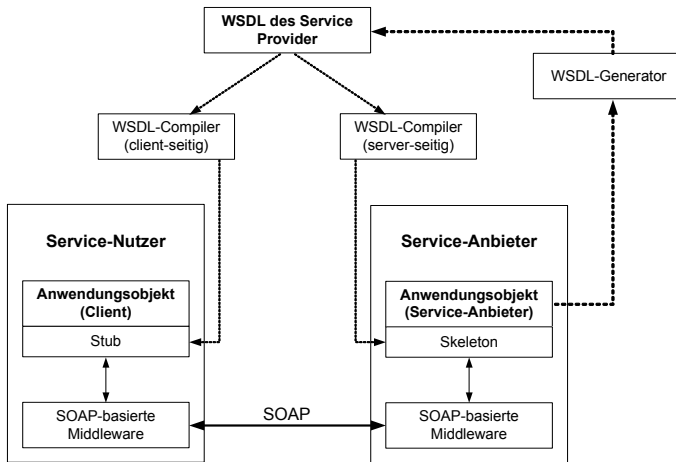 WSDL des Service
Provider
WSDL-Generator
WSDL-Compiler
(client-seitig)
WSDL-Compiler
(server-seitig)
Service-Nutzer
Anwendungsobjekt
(Client)
Stub
SOAP-basierte
Middleware
SOAP
Service-Anbieter
Anwendungsobjekt
(Service-Anbieter)
Skeleton
SOAP-basierte
Middleware